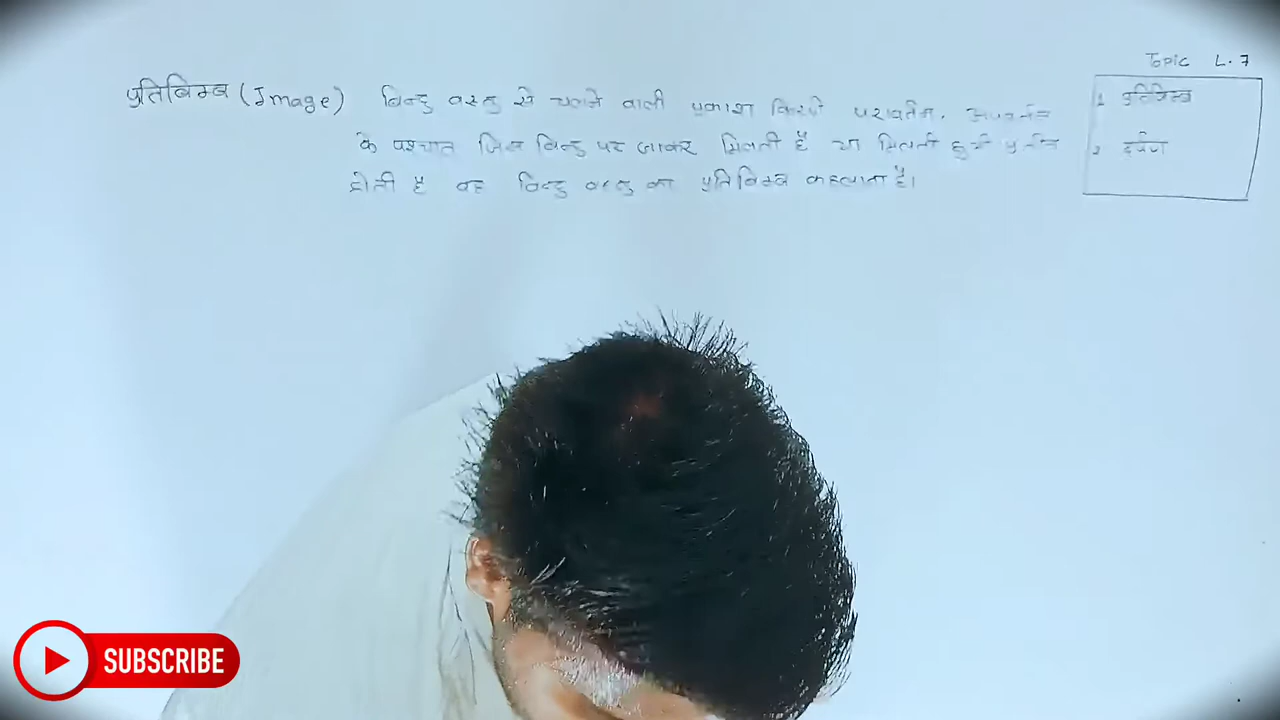 Topic L.7
प्रतिबिम्ब (Image) बिन्दु वस्तु से चलने वाली प्रकाश किरणे परावर्तन, अपवर्तन
के पश्चात जिस बिन्दु पर जाकर मिलती है या मिलती हुयी प्रतीत
होती है वह बिन्दु वस्तु का प्रतिबिम्ब कहलाता है।
1 प्रतिबिम्ब
2 दर्पण
SUBSCRIBE